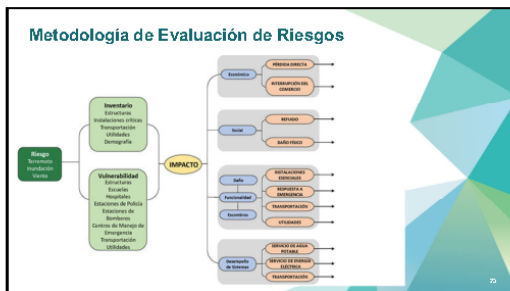 Metodología de Evaluación de Riesgos
Riesgo
Terremoto
Inundación
Viento
Inventario
Estructuras
Instalaciones críticas
Transportación
Utilidades
Demografía
Vulnerabilidad
Estructuras
Escuelas
Hospitales
Estaciones de Policía
Estaciones de
Bomberos
Centros de Manejo de
Emergencia
Transportación
Utilidades
IMPACTO
Económico
PÉRDIDA DIRECTA
INTERRUPCIÓN DEL
COMERCIO
Social
REFUGIO
DAÑO FÍSICO
Daño
Funcionalidad
Escombros
INSTALACIONES
ESENCIALES
RESPUESTA A
EMERGENCIA
TRANSPORTACIÓN
UTILIDADES
Desempeño
de Sistemas
SERVICIO DE AGUA
POTABLE
SERVICIO DE ENERGÍA
ELÉCTRICA
TRANSPORTACIÓN